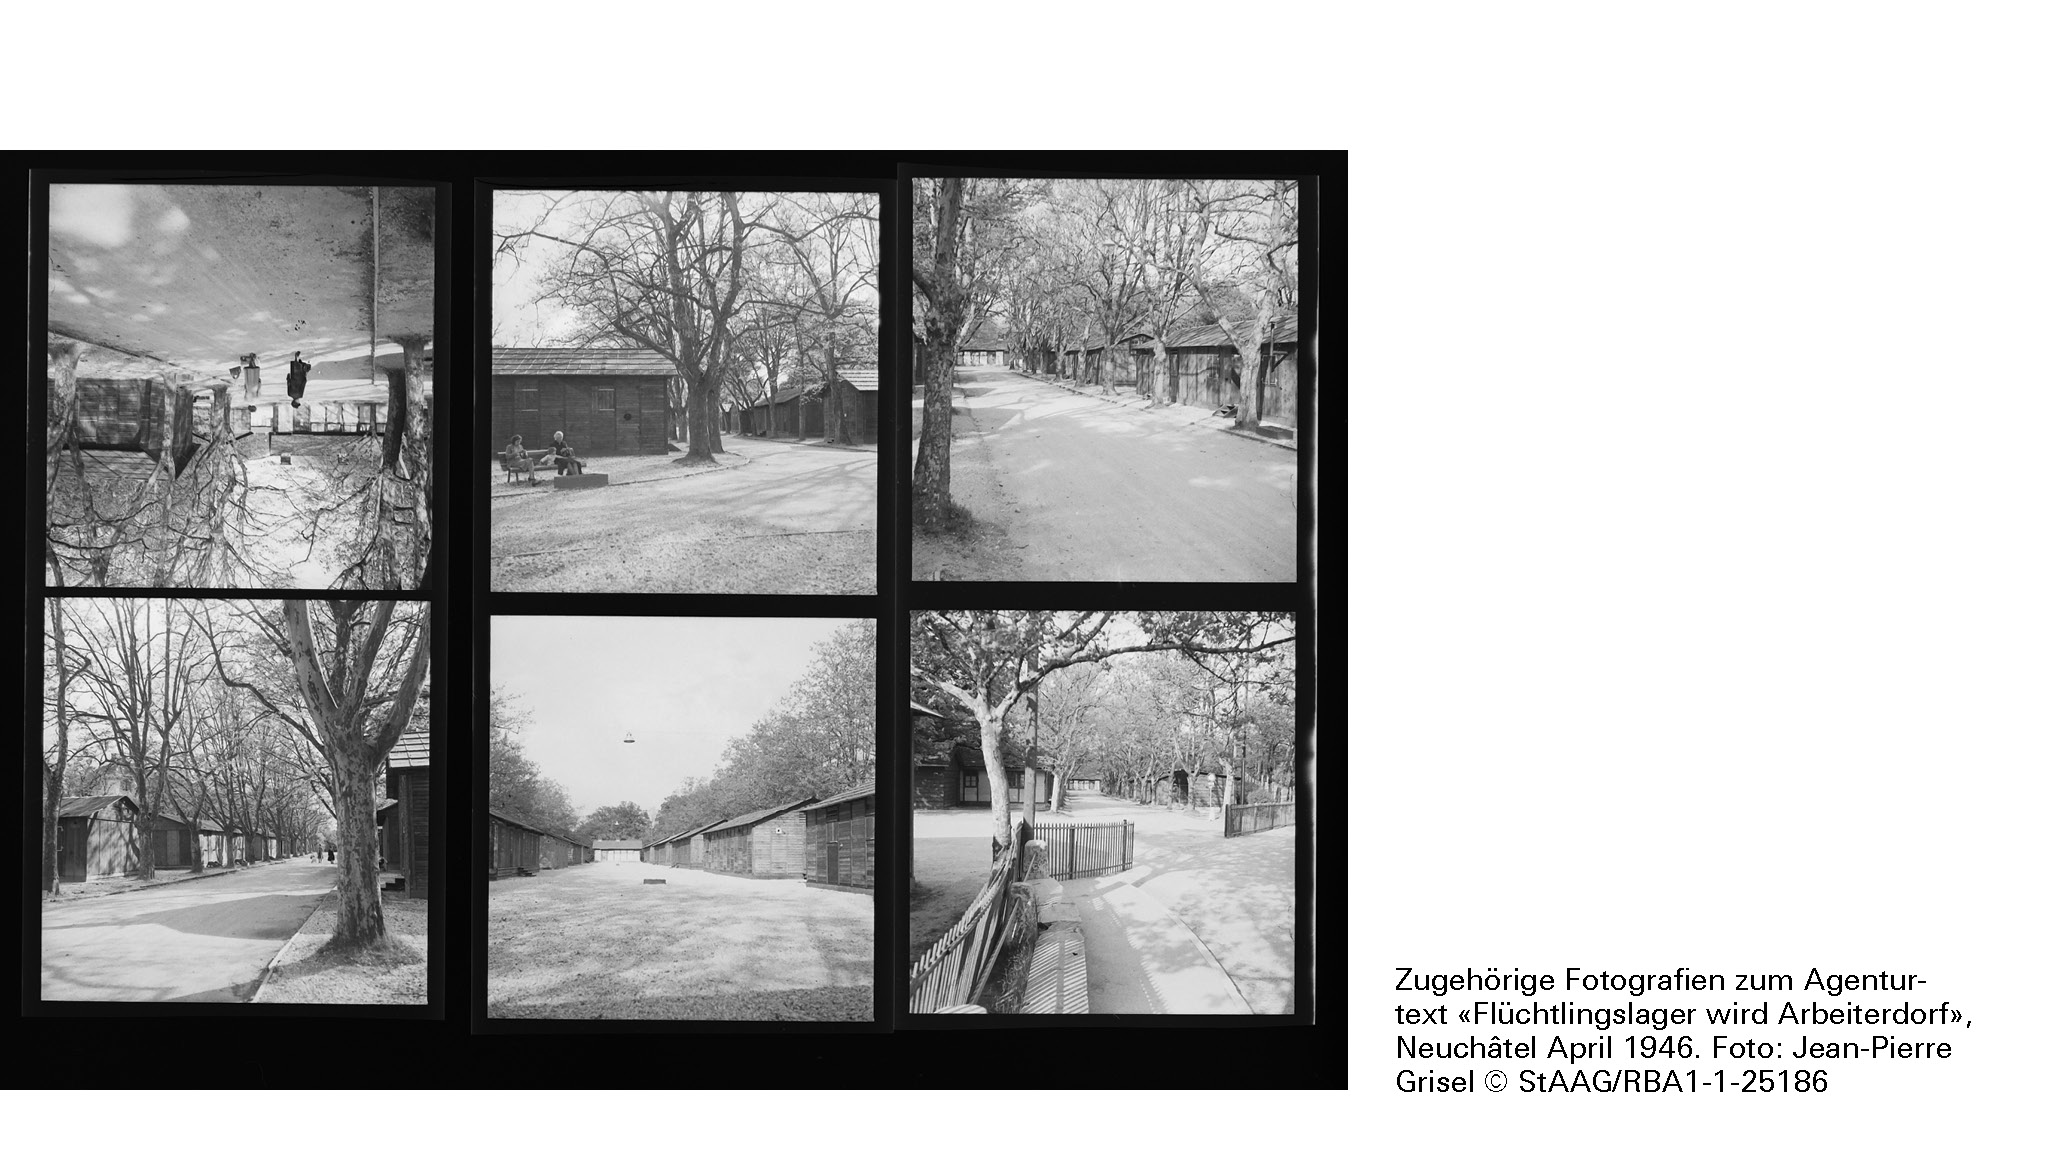 Zugehörige Fotografien zum Agentur-
text «Flüchtlingslager wird Arbeiterdorf»,
Neuchâtel April 1946. Foto: Jean-Pierre
Grisel © StAAG/RBA1-1-25186